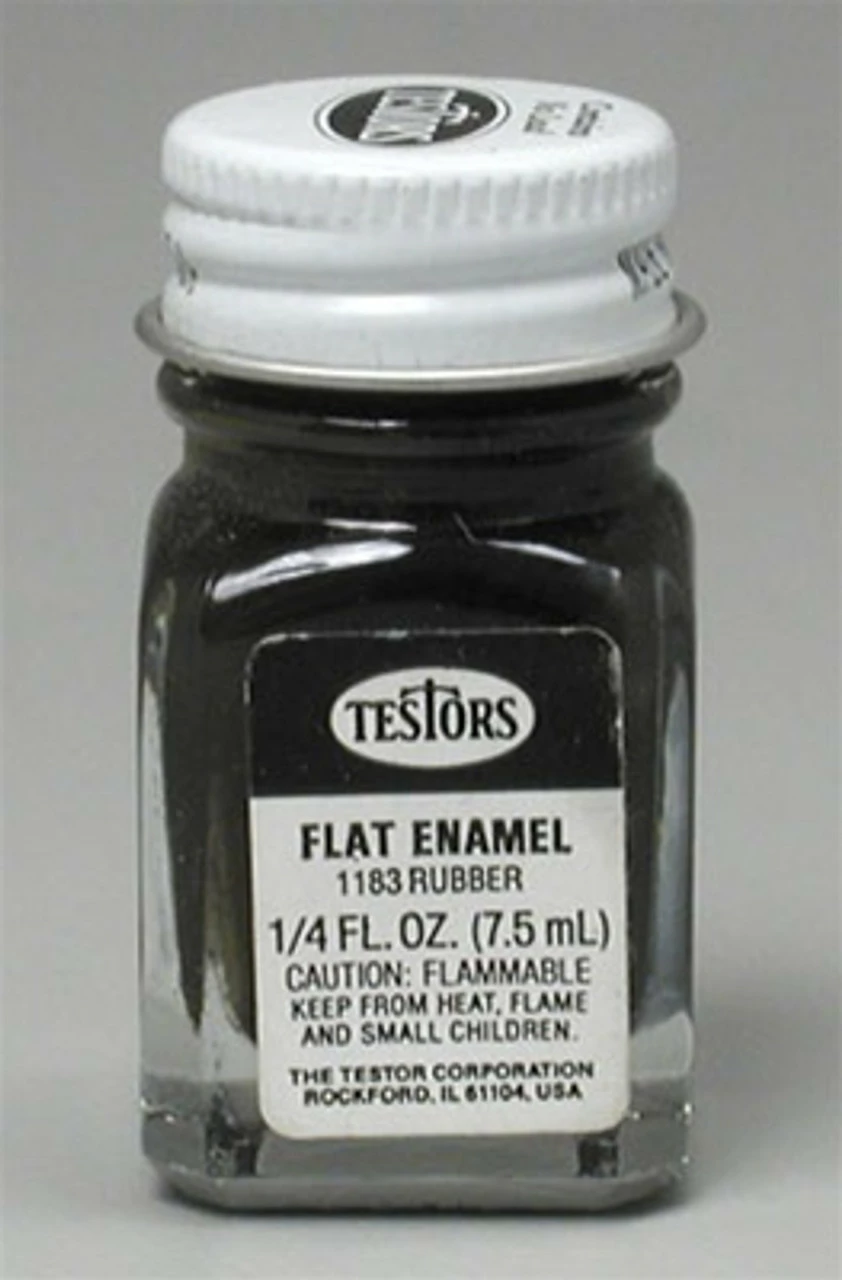 TESTORS
TESTORS
FLAT ENAMEL
1183 RUBBER
1/4 FL. OZ. (7.5 mL)
CAUTION: FLAMMABLE
KEEP FROM HEAT, FLAME
AND SMALL CHILDREN.
THE TESTOR CORPORATION
ROCKFORD, IL 61104, USA